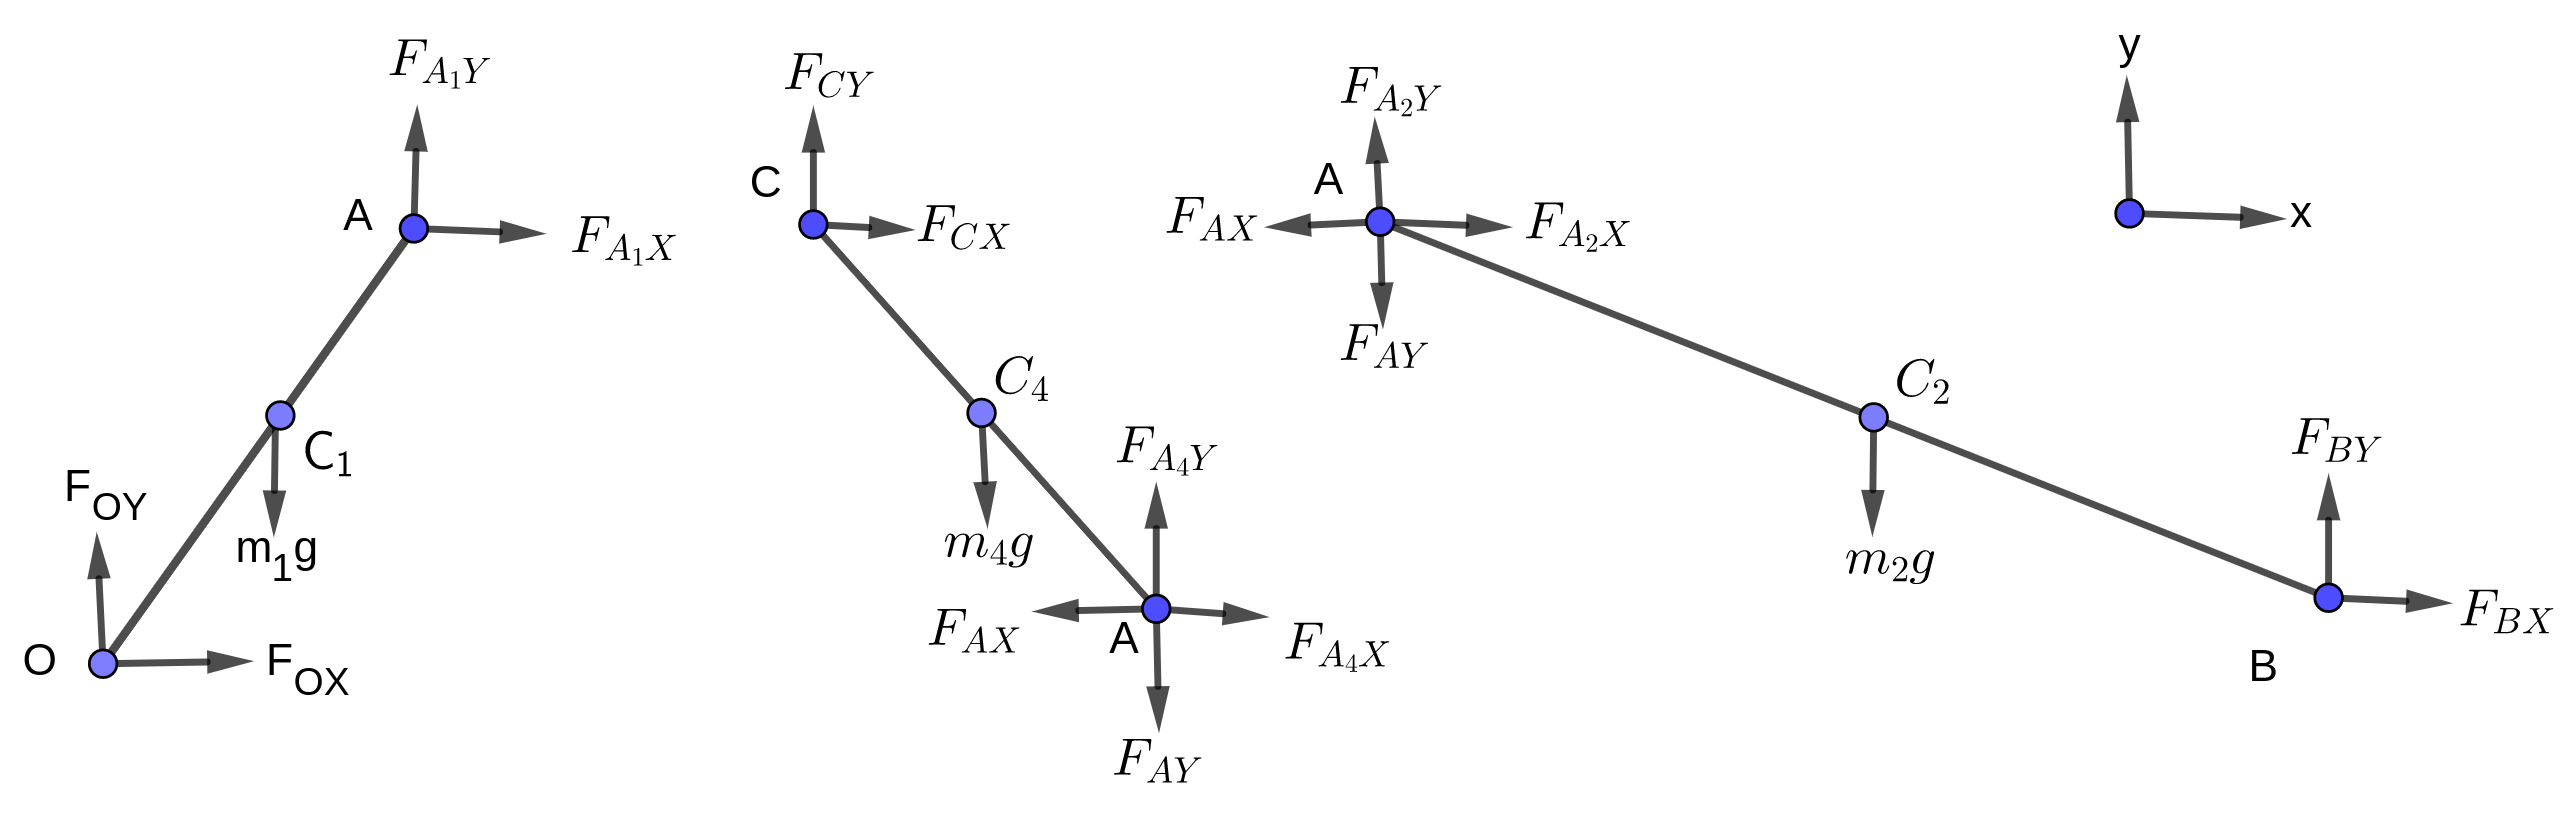 F_{A_1Y}
A
F_{A_1X}
C_1
F_{OY}
m_1g
O
F_{OX}
F_{CY}
C
F_{CX}
C_4
m_4g
F_{A_4Y}
F_{AX}
A
F_{A_4X}
F_{AY}
F_{A_2Y}
A
F_{AX}
F_{A_2X}
F_{AY}
C_2
m_2g
F_{BY}
F_{BX}
B
y
x